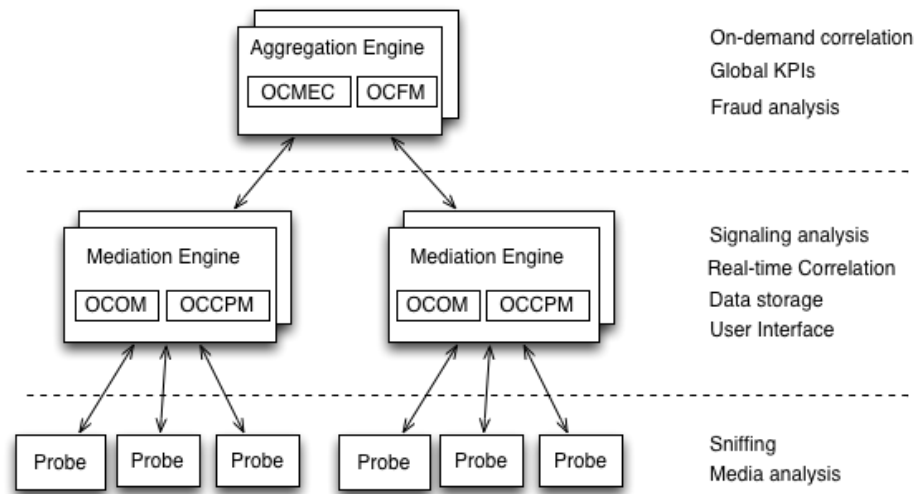 Aggregation Engine
OCMEC OCFM
On-demand correlation
Global KPIs
Fraud analysis
Mediation Engine
OCOM OCCPM
Mediation Engine
OCOM OCCPM
Signaling analysis
Real-time Correlation
Data storage
User Interface
Probe Probe Probe Probe Probe Probe
Sniffing
Media analysis